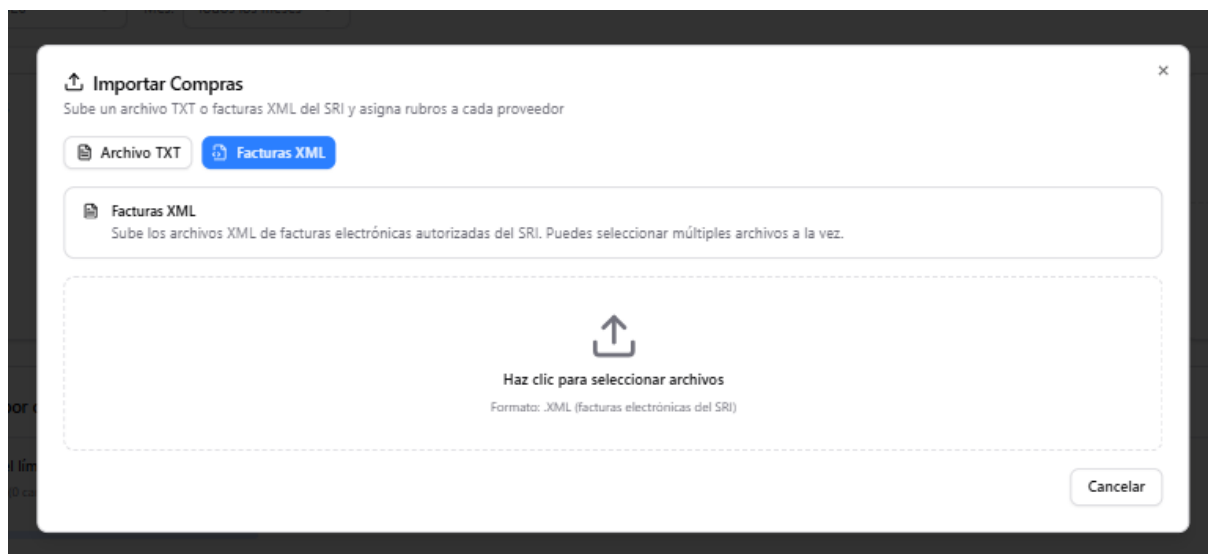 Importar Compras
Sube un archivo TXT o facturas XML del SRI y asigna rubros a cada proveedor
Archivo TXT
Facturas XML
Facturas XML
Sube los archivos XML de facturas electrónicas autorizadas del SRI. Puedes seleccionar múltiples archivos a la vez.
Haz clic para seleccionar archivos
Formato: .XML (facturas electrónicas del SRI)
Cancelar